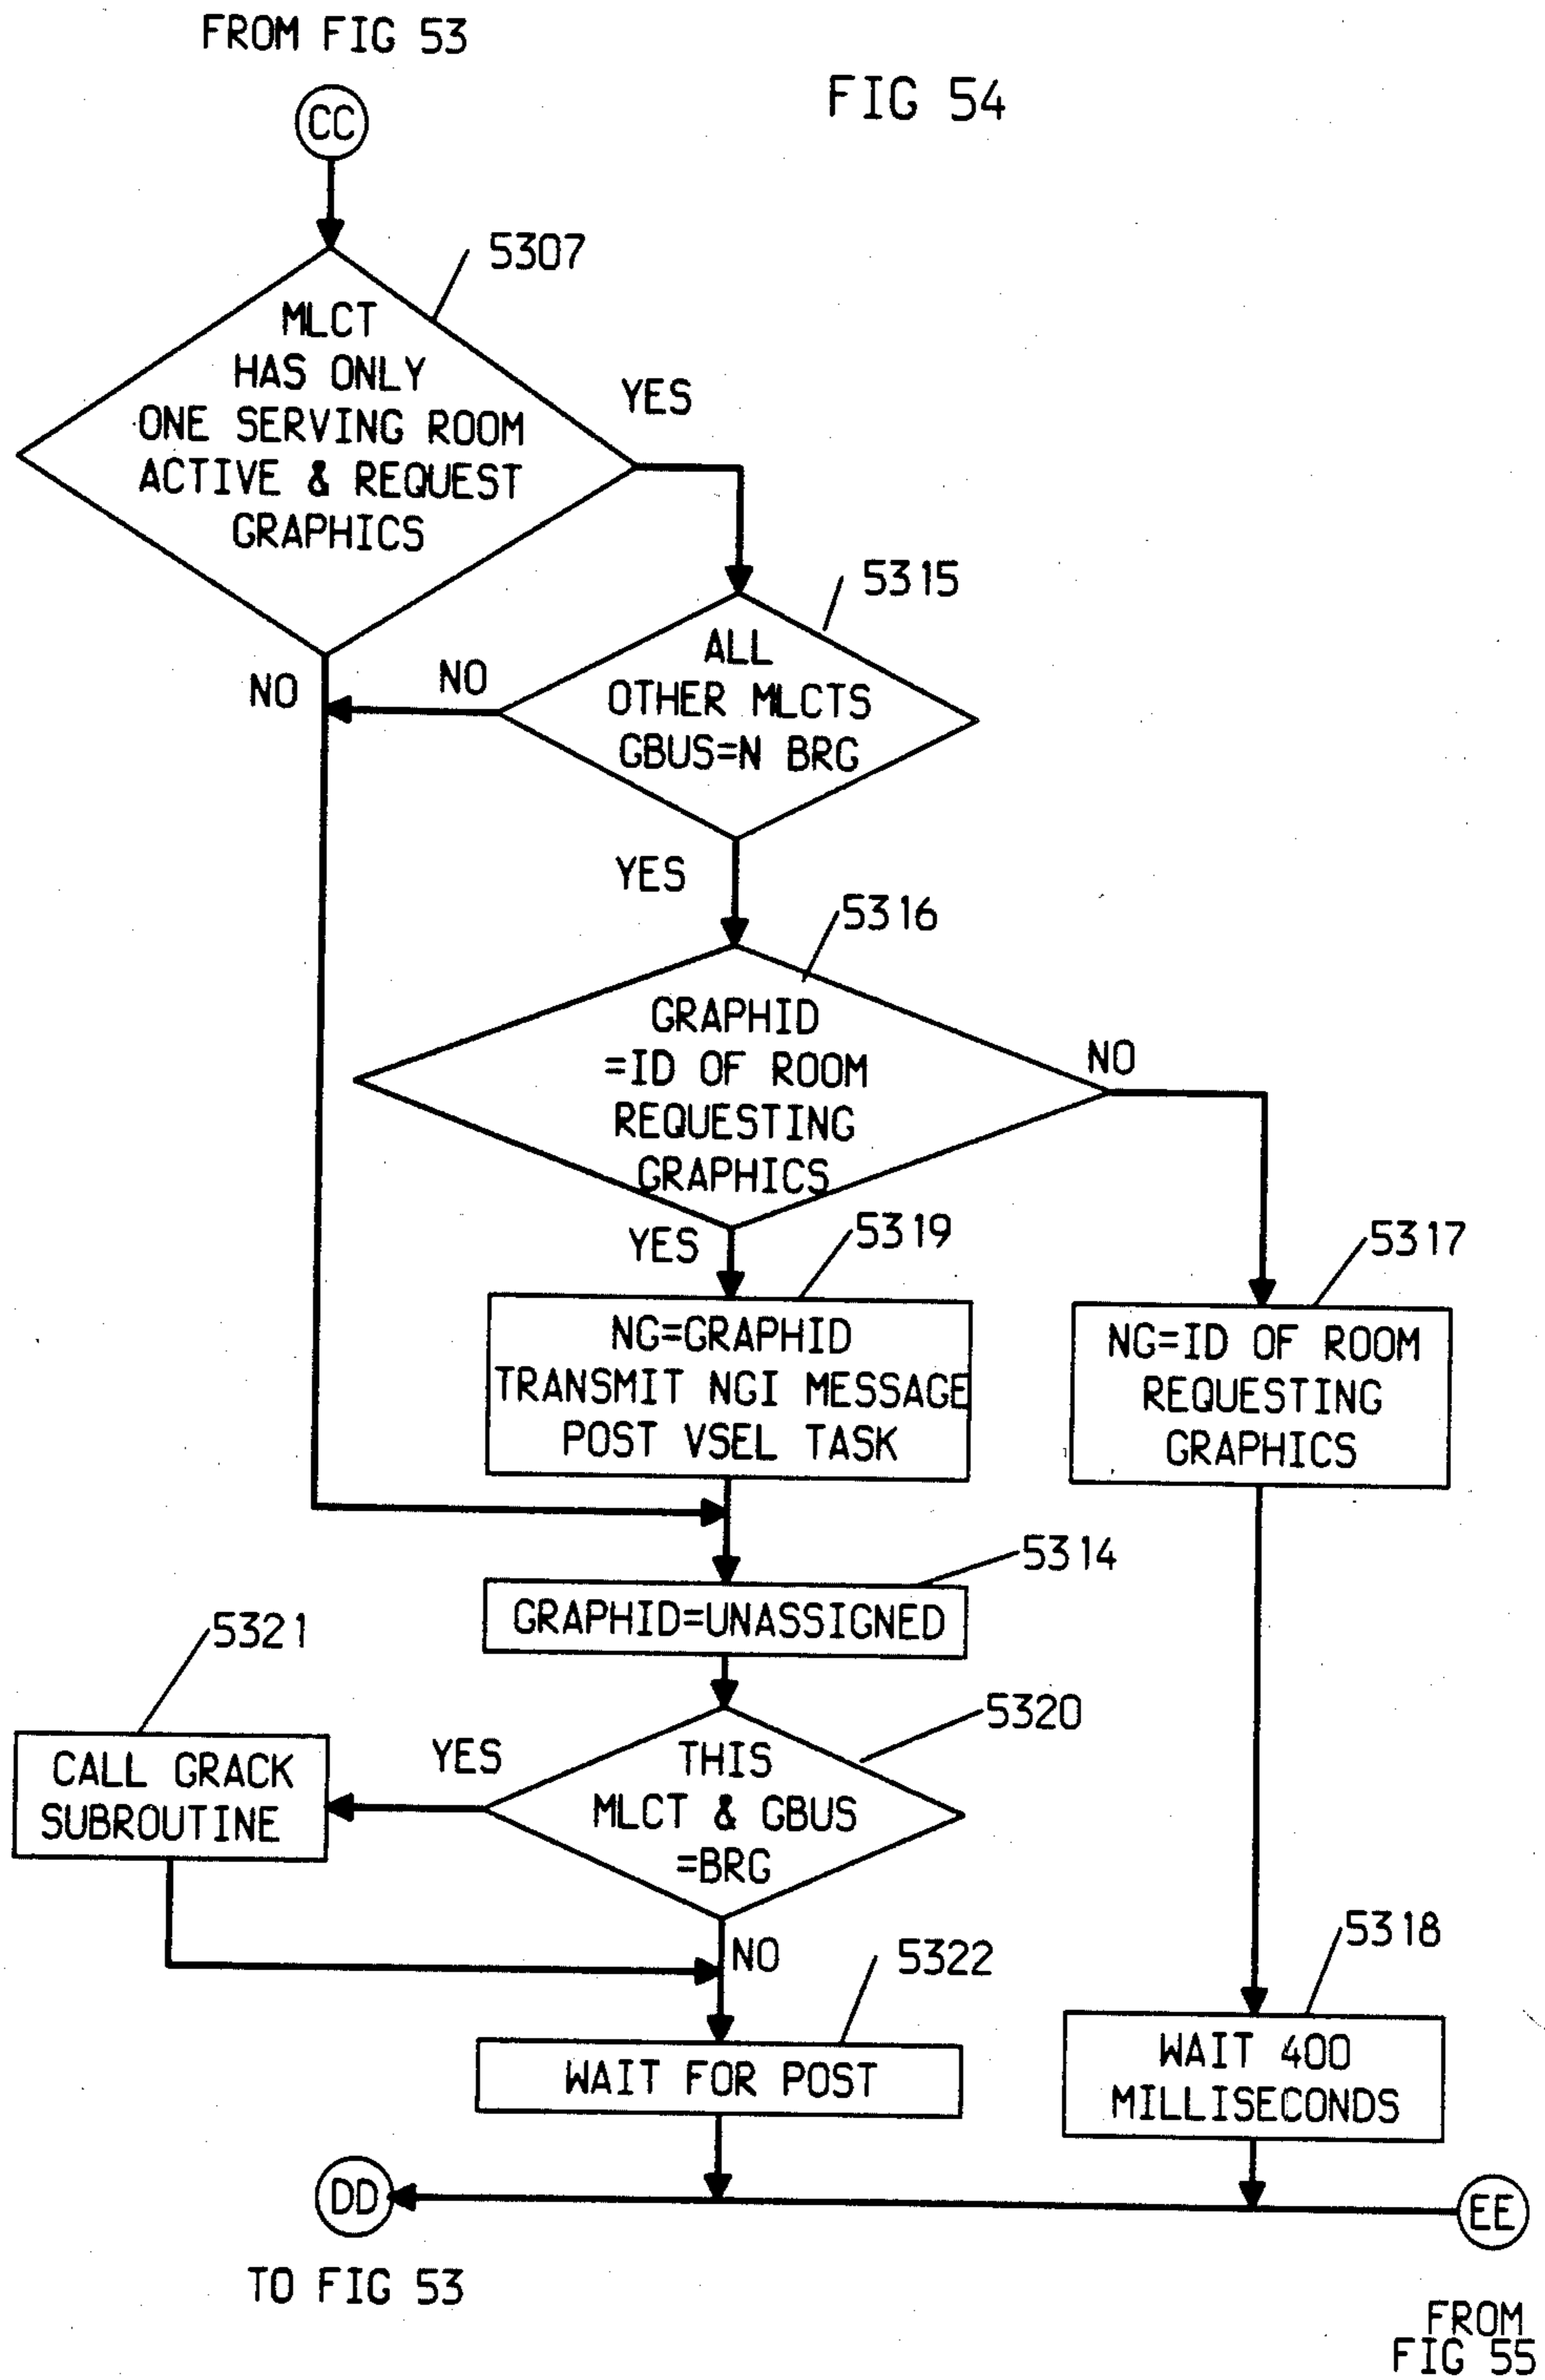 FROM FIG 53
FIG 54
CC
5307
MLCT
HAS ONLY
ONE SERVING ROOM
ACTIVE & REQUEST
GRAPHICS
YES
NO
5315
ALL
OTHER MLCTS
GBUS=N BRG
NO
YES
5316
GRAPHID
=ID OF ROOM
REQUESTING
GRAPHICS
NO
YES
5319
NG=GRAPHID
TRANSMIT NGI MESSAGE
POST VSEL TASK
5317
NG=ID OF ROOM
REQUESTING
GRAPHICS
5314
GRAPHID=UNASSIGNED
5321
CALL GRACK
SUBROUTINE
YES
5320
THIS
MLCT & GBUS
=BRG
NO
5322
WAIT FOR POST
5318
WAIT 400
MILLISECONDS
DD
EE
TO FIG 53
FROM
FIG 55